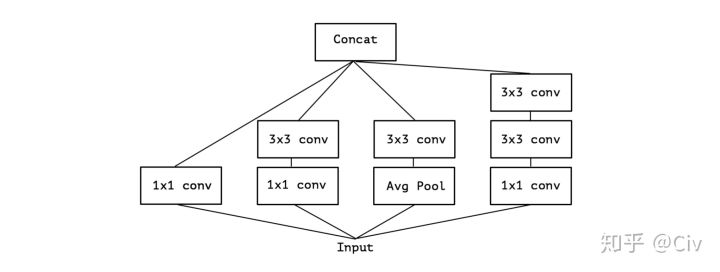 Concat
3x3 conv
3x3 conv
3x3 conv
3x3 conv
1x1 conv
1x1 conv
Avg Pool
1x1 conv
Input
知乎 @Civ